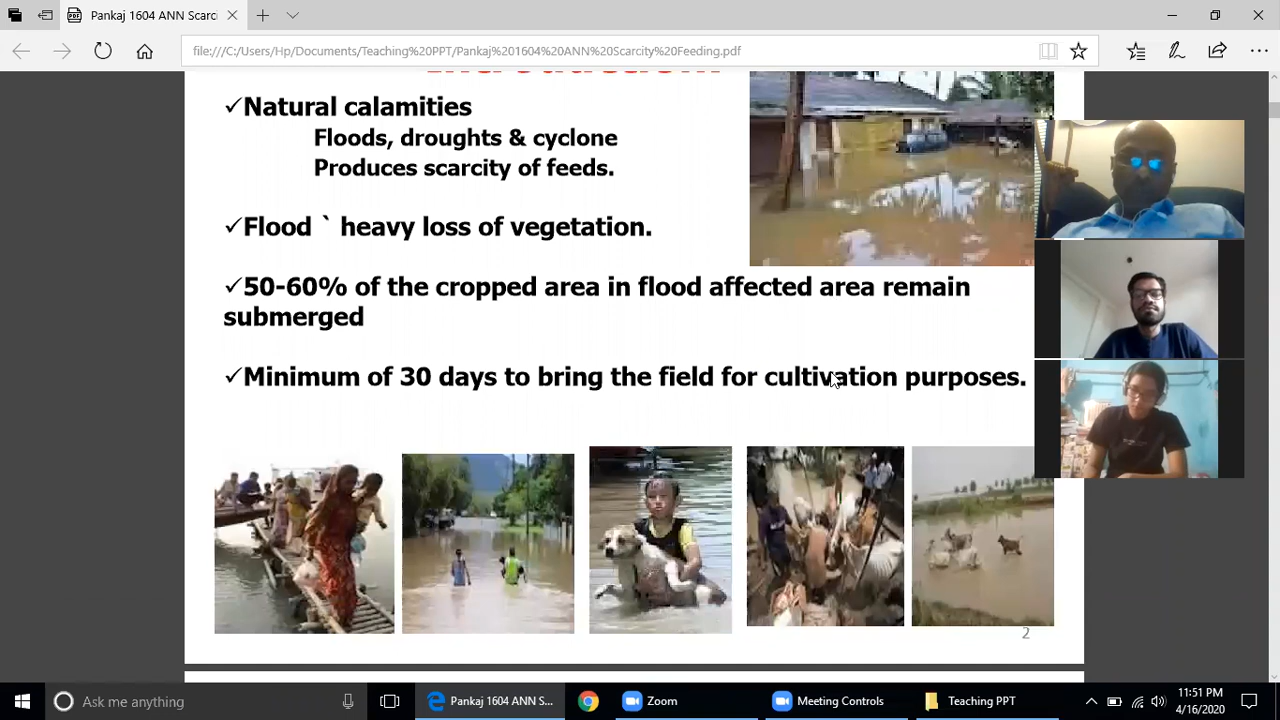 Pankaj 1604 ANN Scarci
file:///C:/Users/Hp/Documents/Teaching%20PPT/Pankaj%201604%20ANN%20Scarcity%20Feeding.pdf
✓Natural calamities
Floods, droughts & cyclone
Produces scarcity of feeds.
✓Flood ` heavy loss of vegetation.
✓50-60% of the cropped area in flood affected area remain
submerged
✓Minimum of 30 days to bring the field for cultivation purposes.
2
Ask me anything
Pankaj 1604 ANN S...
Zoom
Meeting Controls
Teaching PPT
11:51 PM
4/16/2020